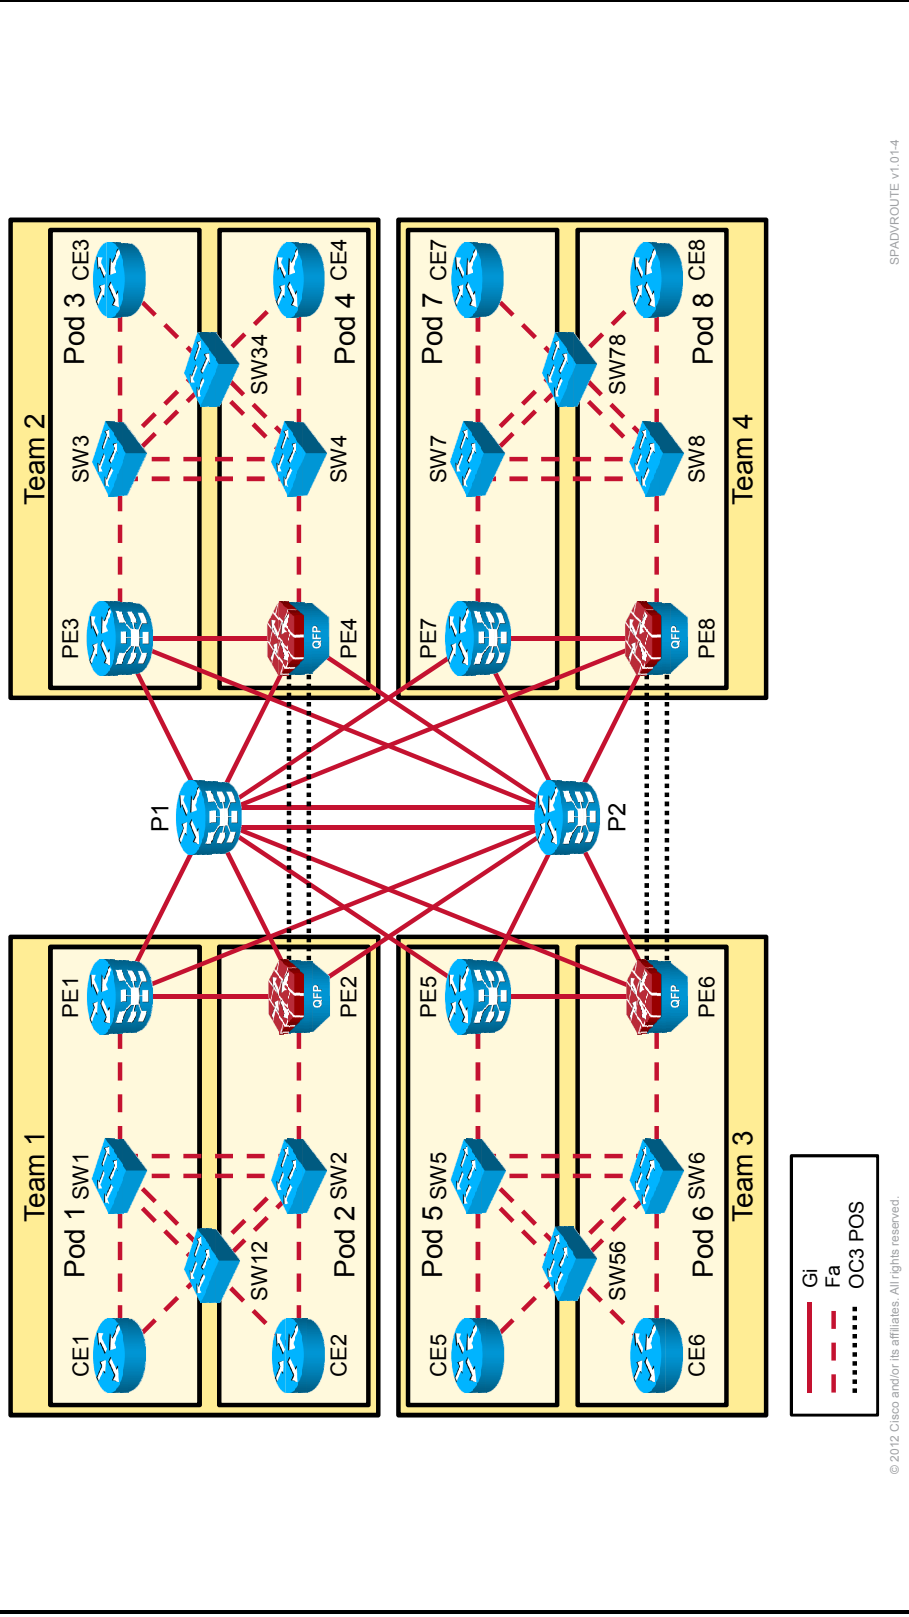 Team 1
Pod 1
CE1
SW1
PE1
SW12
Pod 2
CE2
SW2
PE2
QFP
P1
Team 2
Pod 3
PE3
SW3
CE3
SW34
Pod 4
PE4
QFP
SW4
CE4
Team 3
Pod 5
CE5
SW5
PE5
SW56
Pod 6
CE6
SW6
PE6
QFP
P2
Team 4
Pod 7
PE7
SW7
CE7
SW78
Pod 8
PE8
QFP
SW8
CE8
Gi
Fa
OC3 POS
© 2012 Cisco and/or its affiliates. All rights reserved.
SPADVROUTE v1.01-4